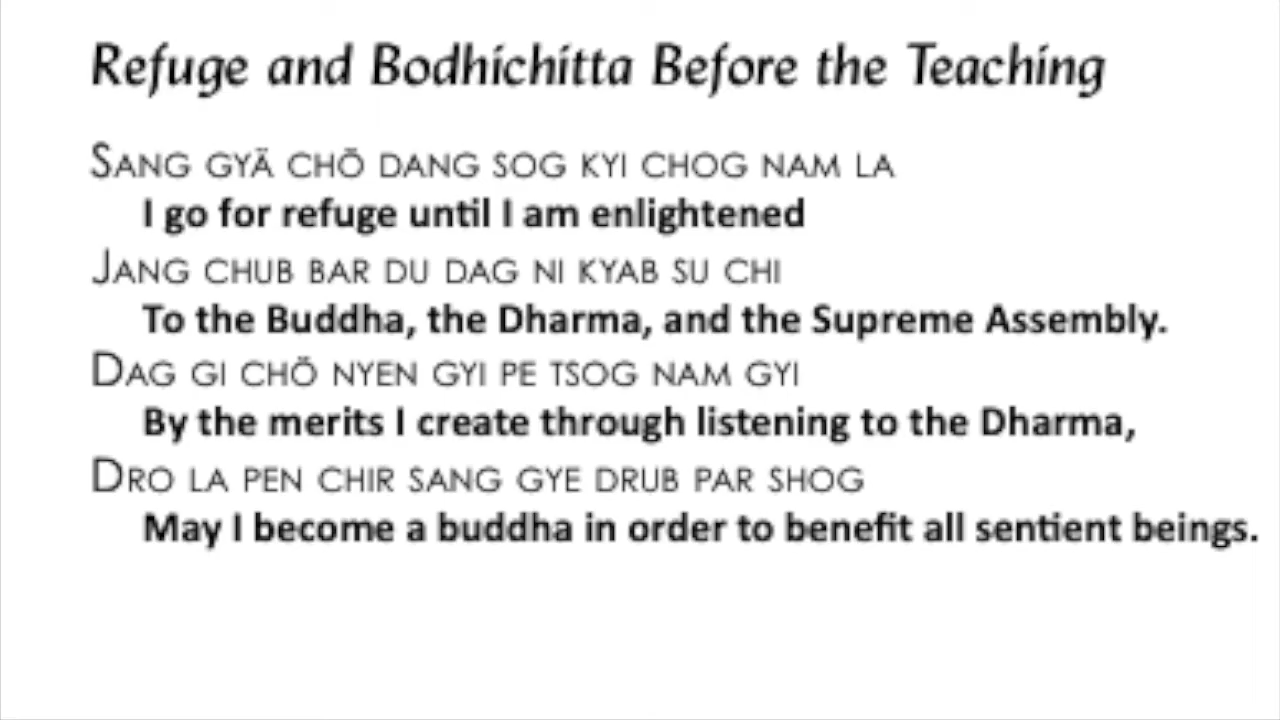 Refuge and Bodhichitta Before the Teaching
SANG GYÄ CHÖ DANG SOG KYI CHOG NAM LA
I go for refuge until I am enlightened
JANG CHUB BAR DU DAG NI KYAB SU CHI
To the Buddha, the Dharma, and the Supreme Assembly.
DAG GI CHÖ NYEN GYI PE TSOG NAM GYI
By the merits I create through listening to the Dharma,
DRO LA PEN CHIR SANG GYE DRUB PAR SHOG
May I become a buddha in order to benefit all sentient beings.